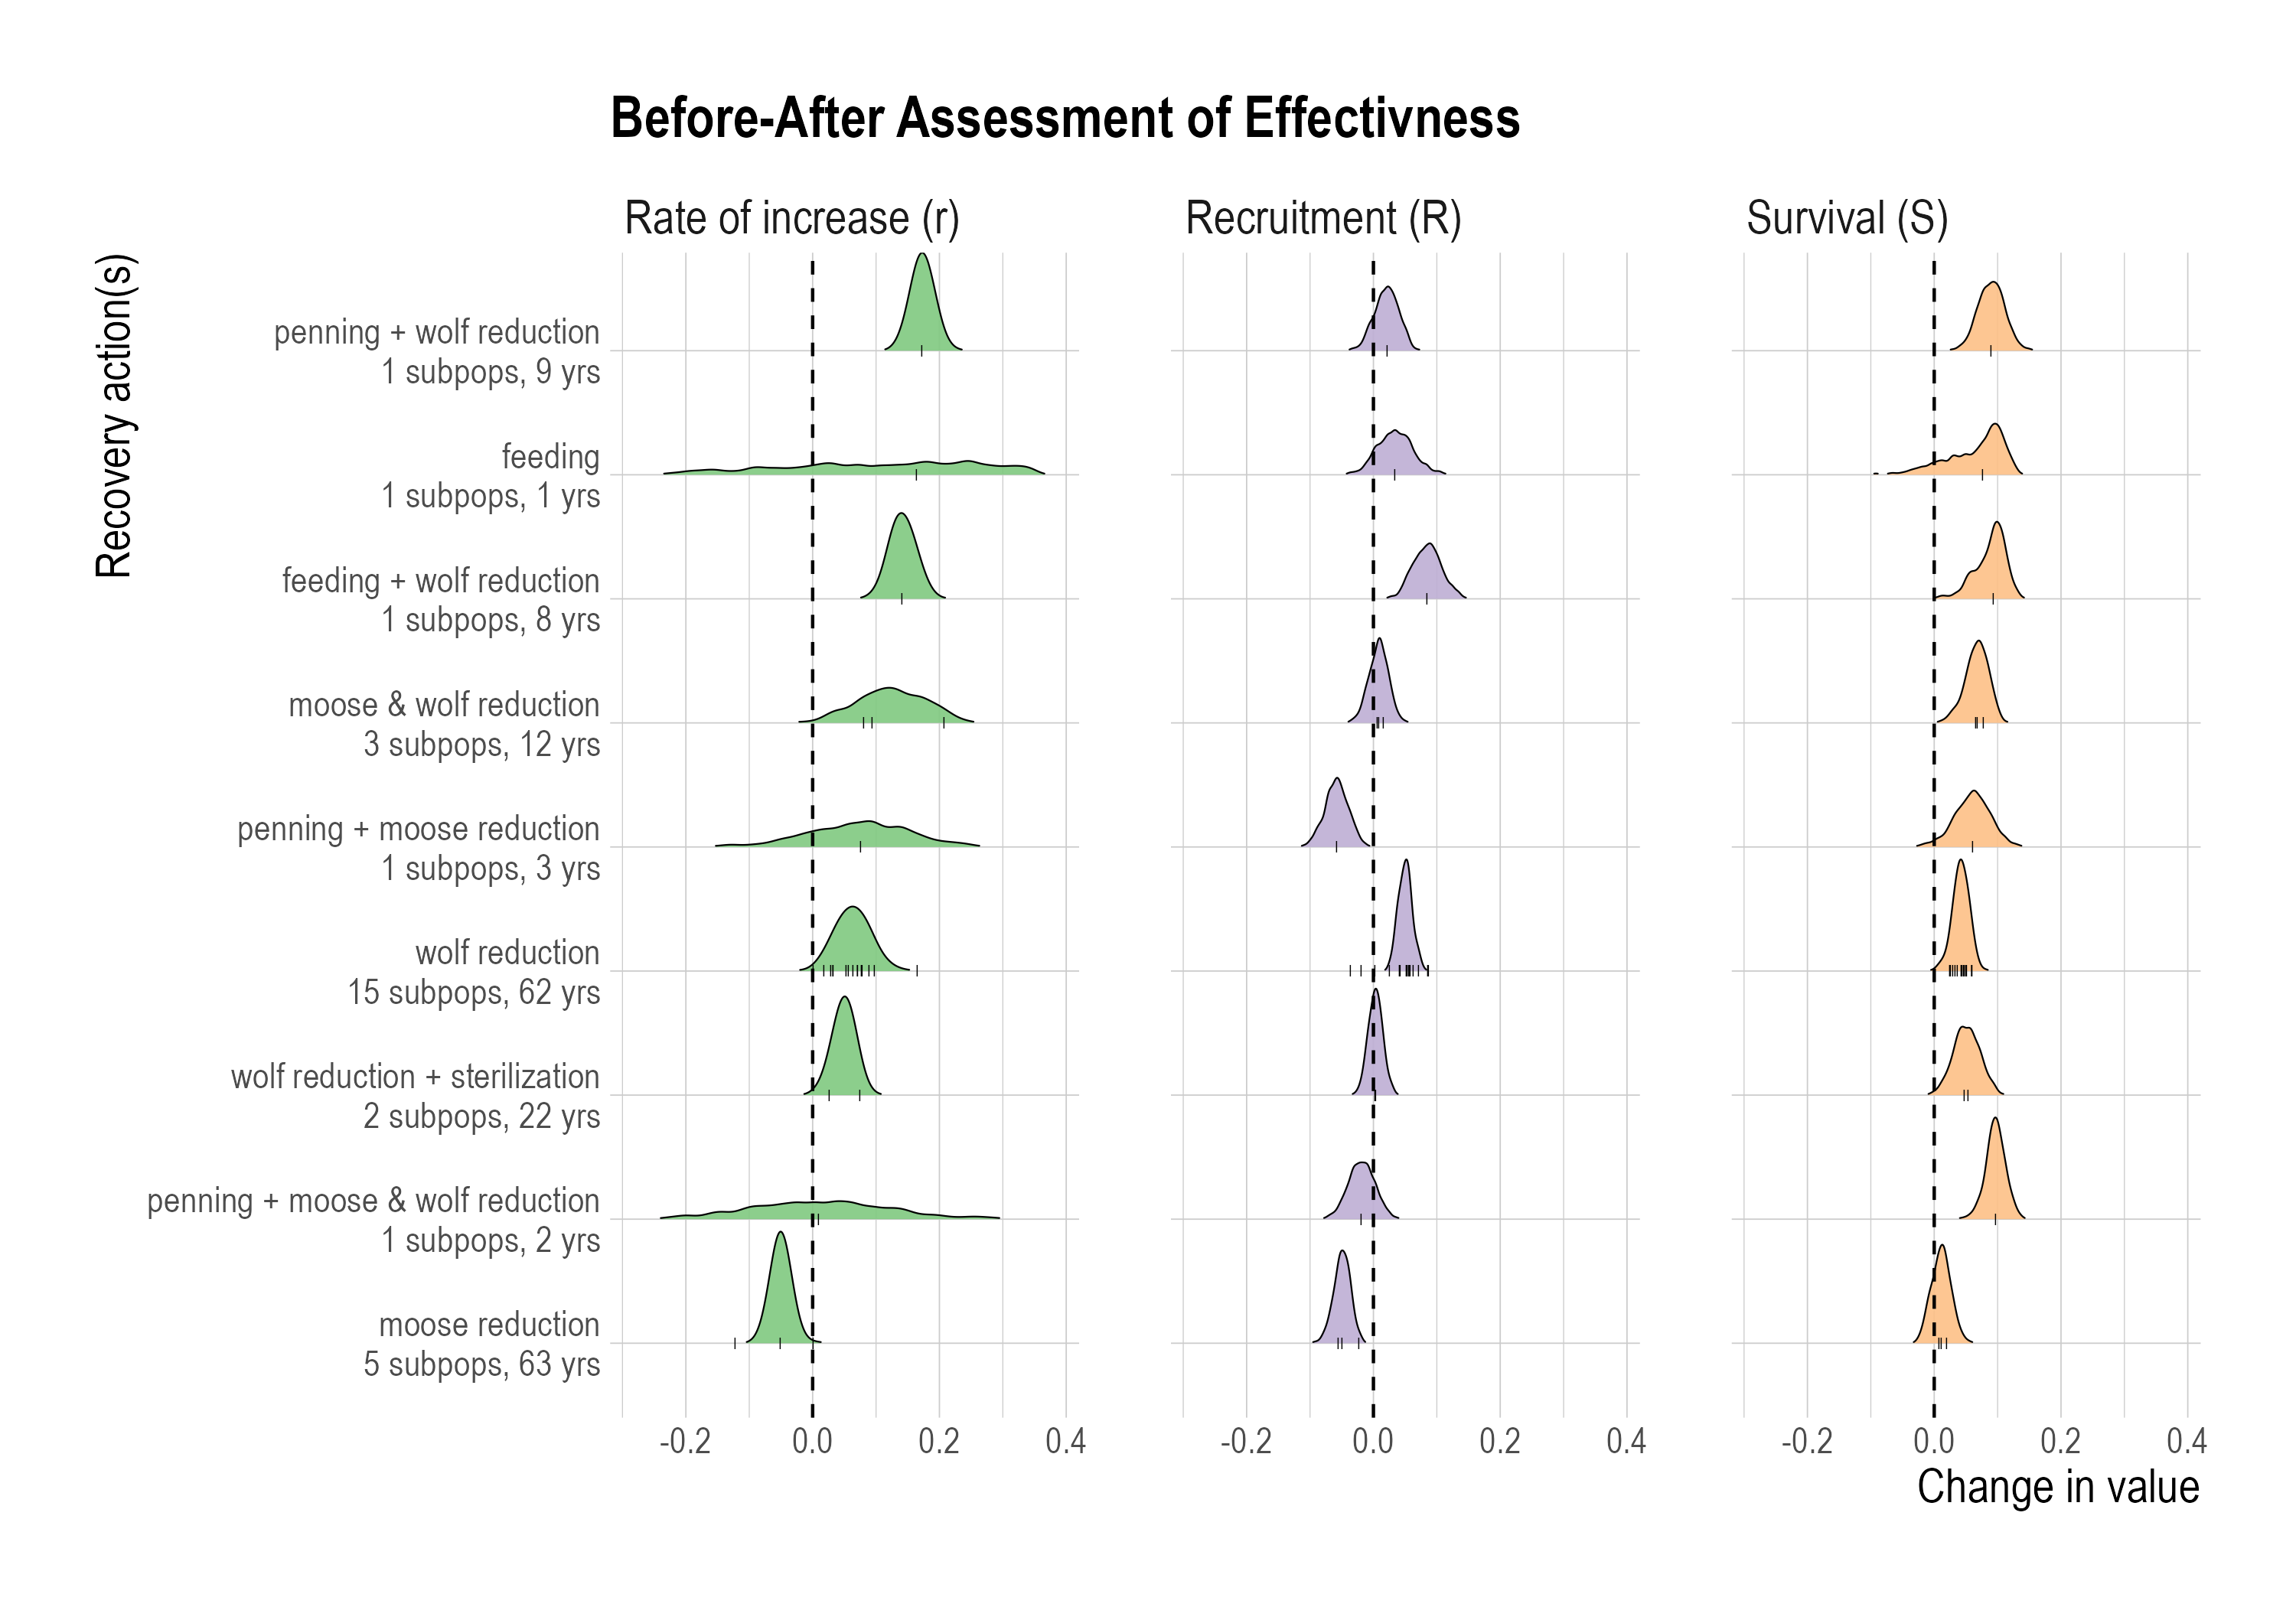 Before-After Assessment of Effectivness
Rate of increase (r)
Recruitment (R)
Survival (S)
Recovery action(s)
penning + wolf reduction
1 subpops, 9 yrs
feeding
1 subpops, 1 yrs
feeding + wolf reduction
1 subpops, 8 yrs
moose & wolf reduction
3 subpops, 12 yrs
penning + moose reduction
1 subpops, 3 yrs
wolf reduction
15 subpops, 62 yrs
wolf reduction + sterilization
2 subpops, 22 yrs
penning + moose & wolf reduction
1 subpops, 2 yrs
moose reduction
5 subpops, 63 yrs
-0.2 0.0 0.2 0.4
-0.2 0.0 0.2 0.4
-0.2 0.0 0.2 0.4
Change in value